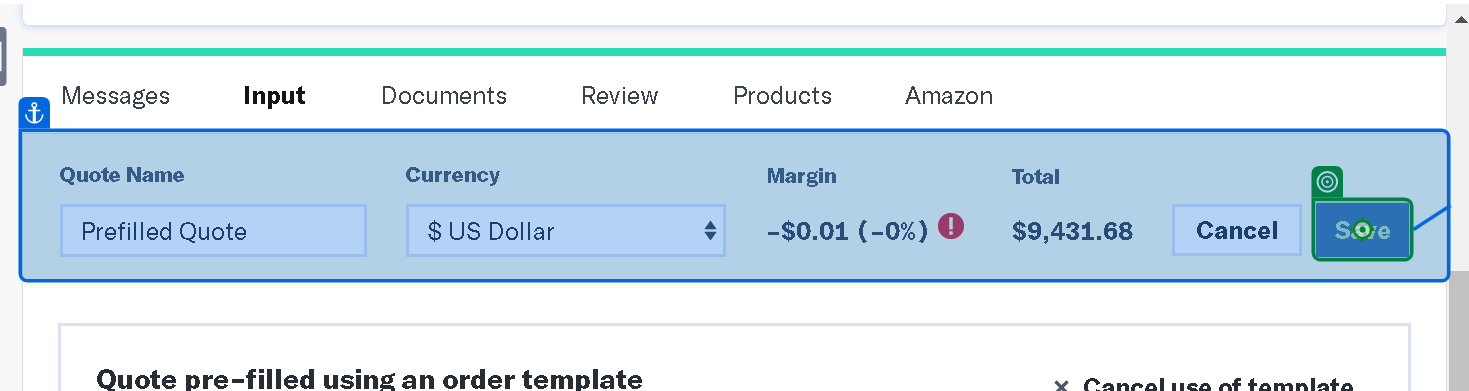 Messages Input Documents Review Products Amazon
Quote Name Currency Margin Total
Prefilled Quote $ US Dollar -$0.01 (-0%) $9,431.68 Cancel Save
Quote pre-filled using an order template × Cancel use of template